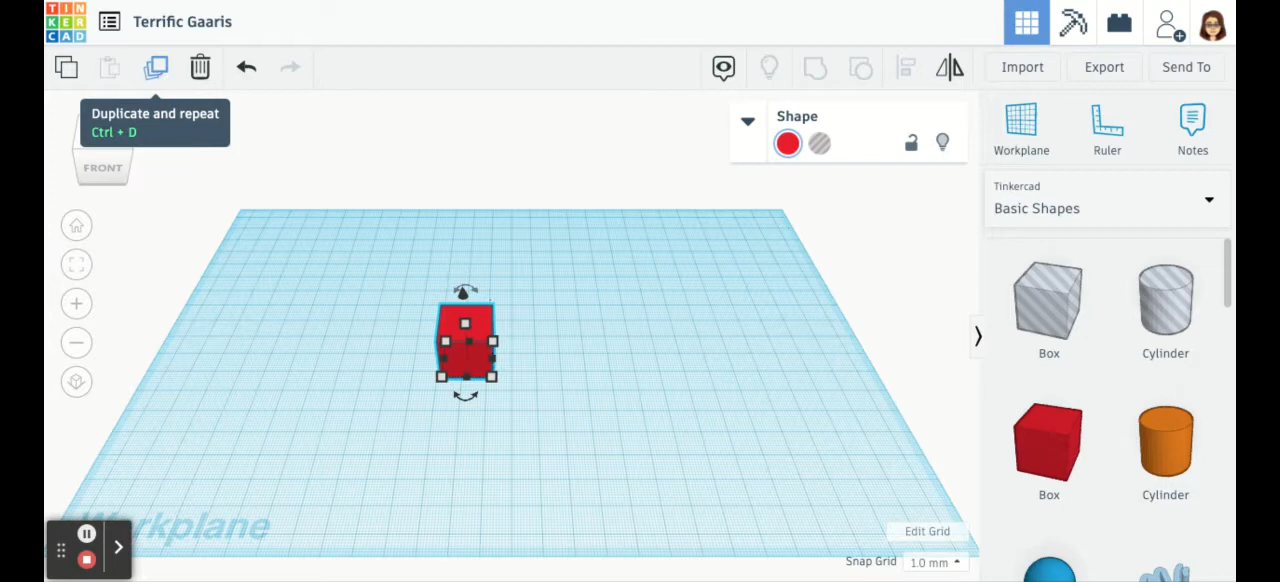 TIN
KER
CAD
Terrific Gaaris
Import
Export
Send To
Duplicate and repeat
Ctrl + D
FRONT
Shape
Workplane
Ruler
Notes
Tinkercad
Basic Shapes
Box
Cylinder
Box
Cylinder
Workplane
Edit Grid
Snap Grid
1.0 mm